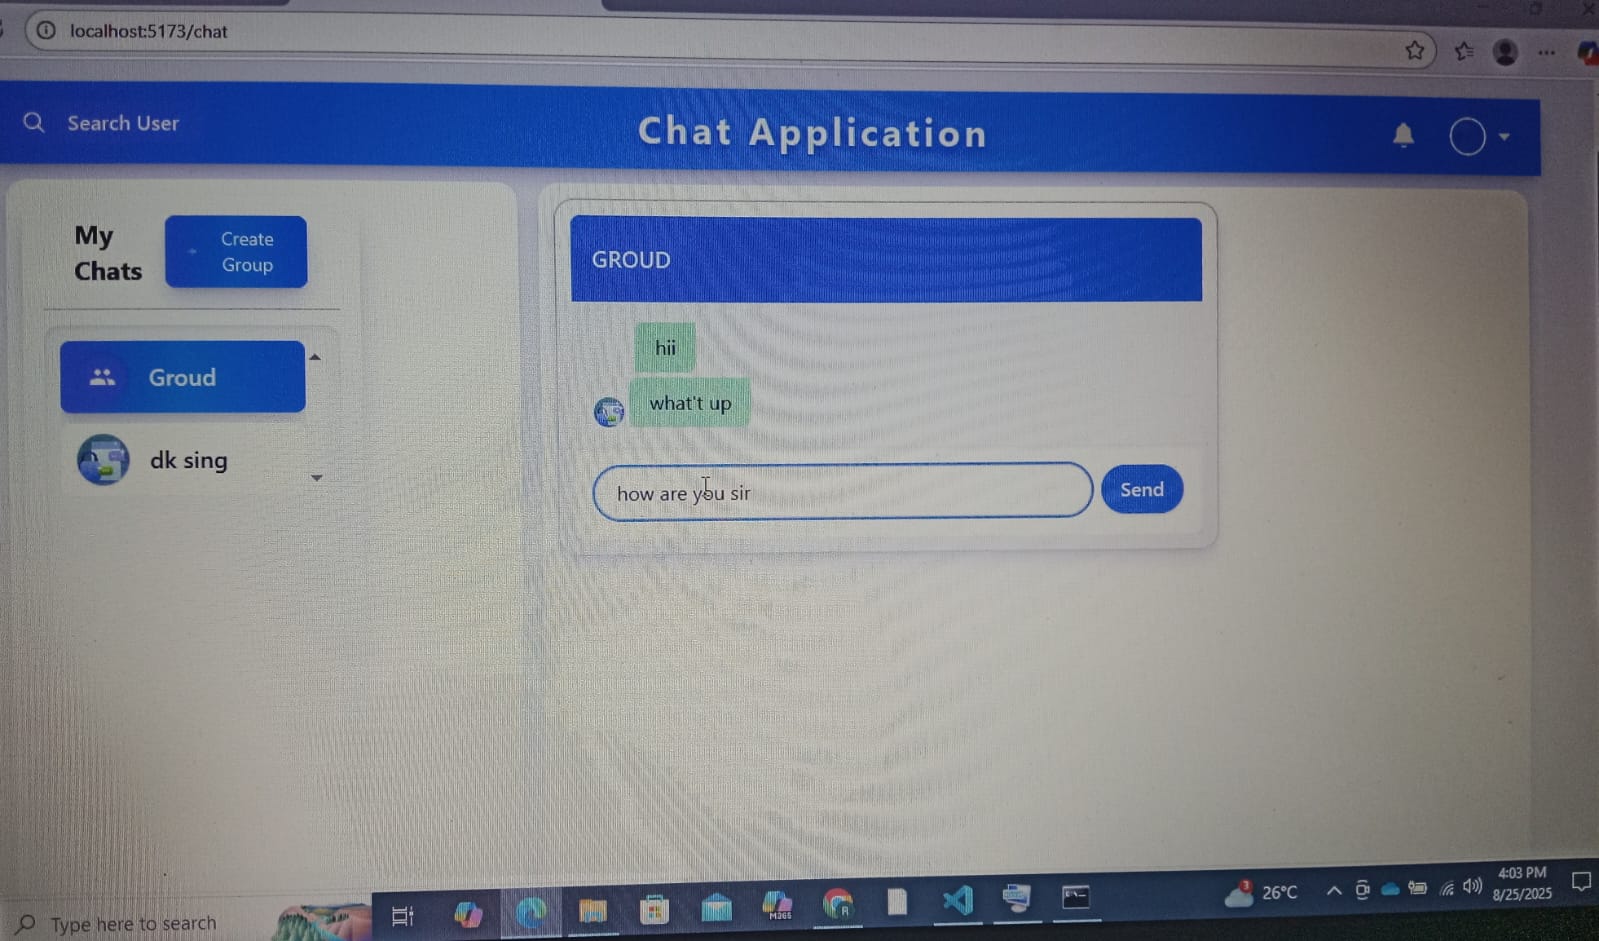 localhost:5173/chat
Search User
Chat Application
My
Chats
Create
Group
Groud
dk sing
GROUD
hii
what't up
how are you sir
Send
Type here to search
M365
R
3
26°C
4:03 PM
8/25/2025